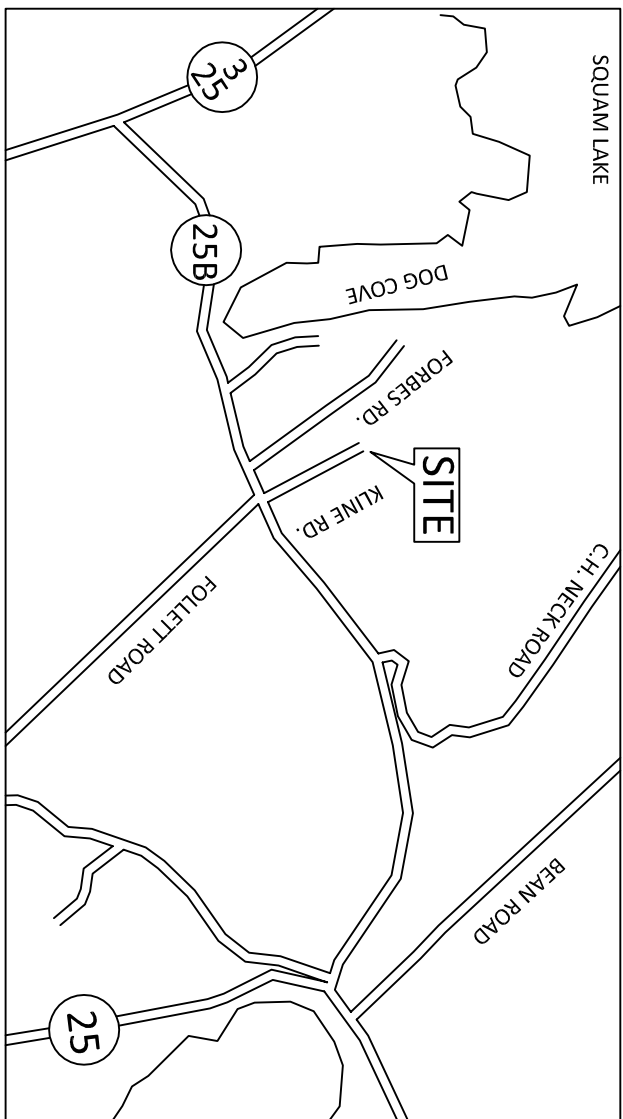 SQUAM LAKE
3
25
25B
DOG COVE
FORBES RD.
SITE
KLINE RD.
C.H. NECK ROAD
FOLLETT ROAD
BEAN ROAD
25